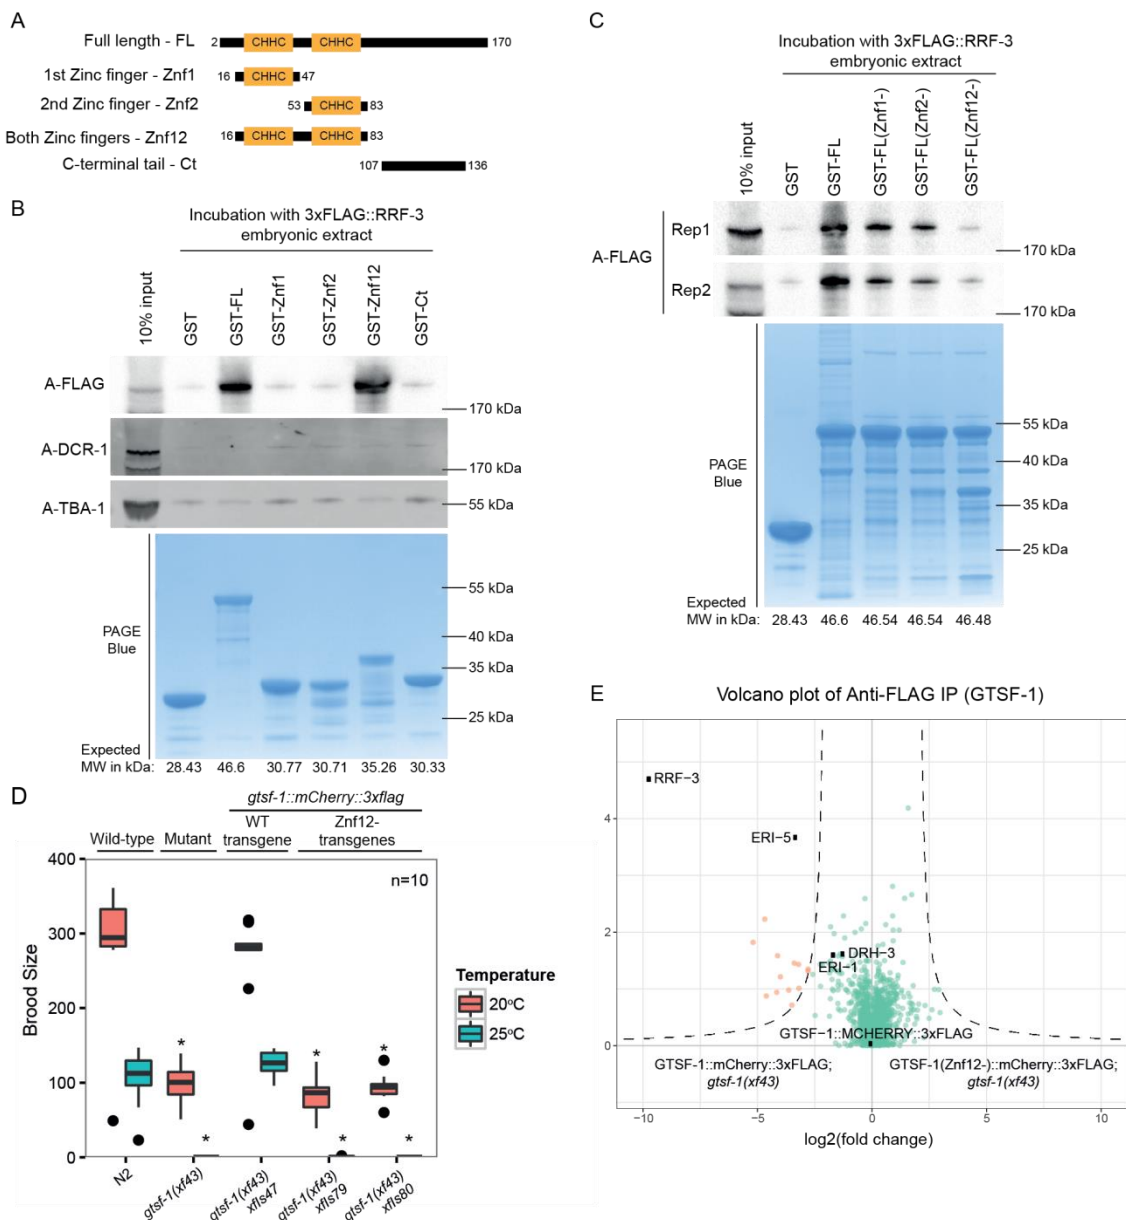 A
Full length - FL
2
CHHC
CHHC
170
1st Zinc finger - Znf1
16
CHHC
47
2nd Zinc finger - Znf2
53
CHHC
83
Both Zinc fingers - Znf12
16
CHHC
CHHC
83
C-terminal tail - Ct
107
136
B
Incubation with 3xFLAG::RRF-3
embryonic extract
10% input
GST
GST-FL
GST-Znf1
GST-Znf2
GST-Znf12
GST-Ct
A-FLAG
170 kDa
A-DCR-1
170 kDa
A-TBA-1
55 kDa
PAGE
Blue
55 kDa
40 kDa
35 kDa
25 kDa
Expected
MW in kDa:
28.43
46.6
30.77
30.71
35.26
30.33
C
Incubation with 3xFLAG::RRF-3
embryonic extract
10% input
GST
GST-FL
GST-FL(Znf1-)
GST-FL(Znf2-)
GST-FL(Znf12-)
A-FLAG
Rep1
170 kDa
Rep2
170 kDa
PAGE
Blue
55 kDa
40 kDa
35 kDa
25 kDa
Expected
MW in kDa:
28.43
46.6
46.54
46.54
46.48
D
gtsf-1::mCherry::3xflag
Wild-type
Mutant
WT
transgene
Znf12-
transgenes
n=10
Brood Size
400
300
200
100
0
*
*
*
*
*
*
N2
gtsf-1(xf43)
gtsf-1(xf43)
xfIs47
gtsf-1(xf43)
xfIs79
gtsf-1(xf43)
xfIs80
Temperature
20°C
25°C
E
Volcano plot of Anti-FLAG IP (GTSF-1)
RRF-3
ERI-5
DRH-3
ERI-1
GTSF-1::MCHERRY::3xFLAG
GTSF-1::mCherry::3xFLAG;
gtsf-1(xf43)
GTSF-1(Znf12-)::mCherry::3xFLAG;
gtsf-1(xf43)
4
2
0
−10
−5
0
5
10
log2(fold change)